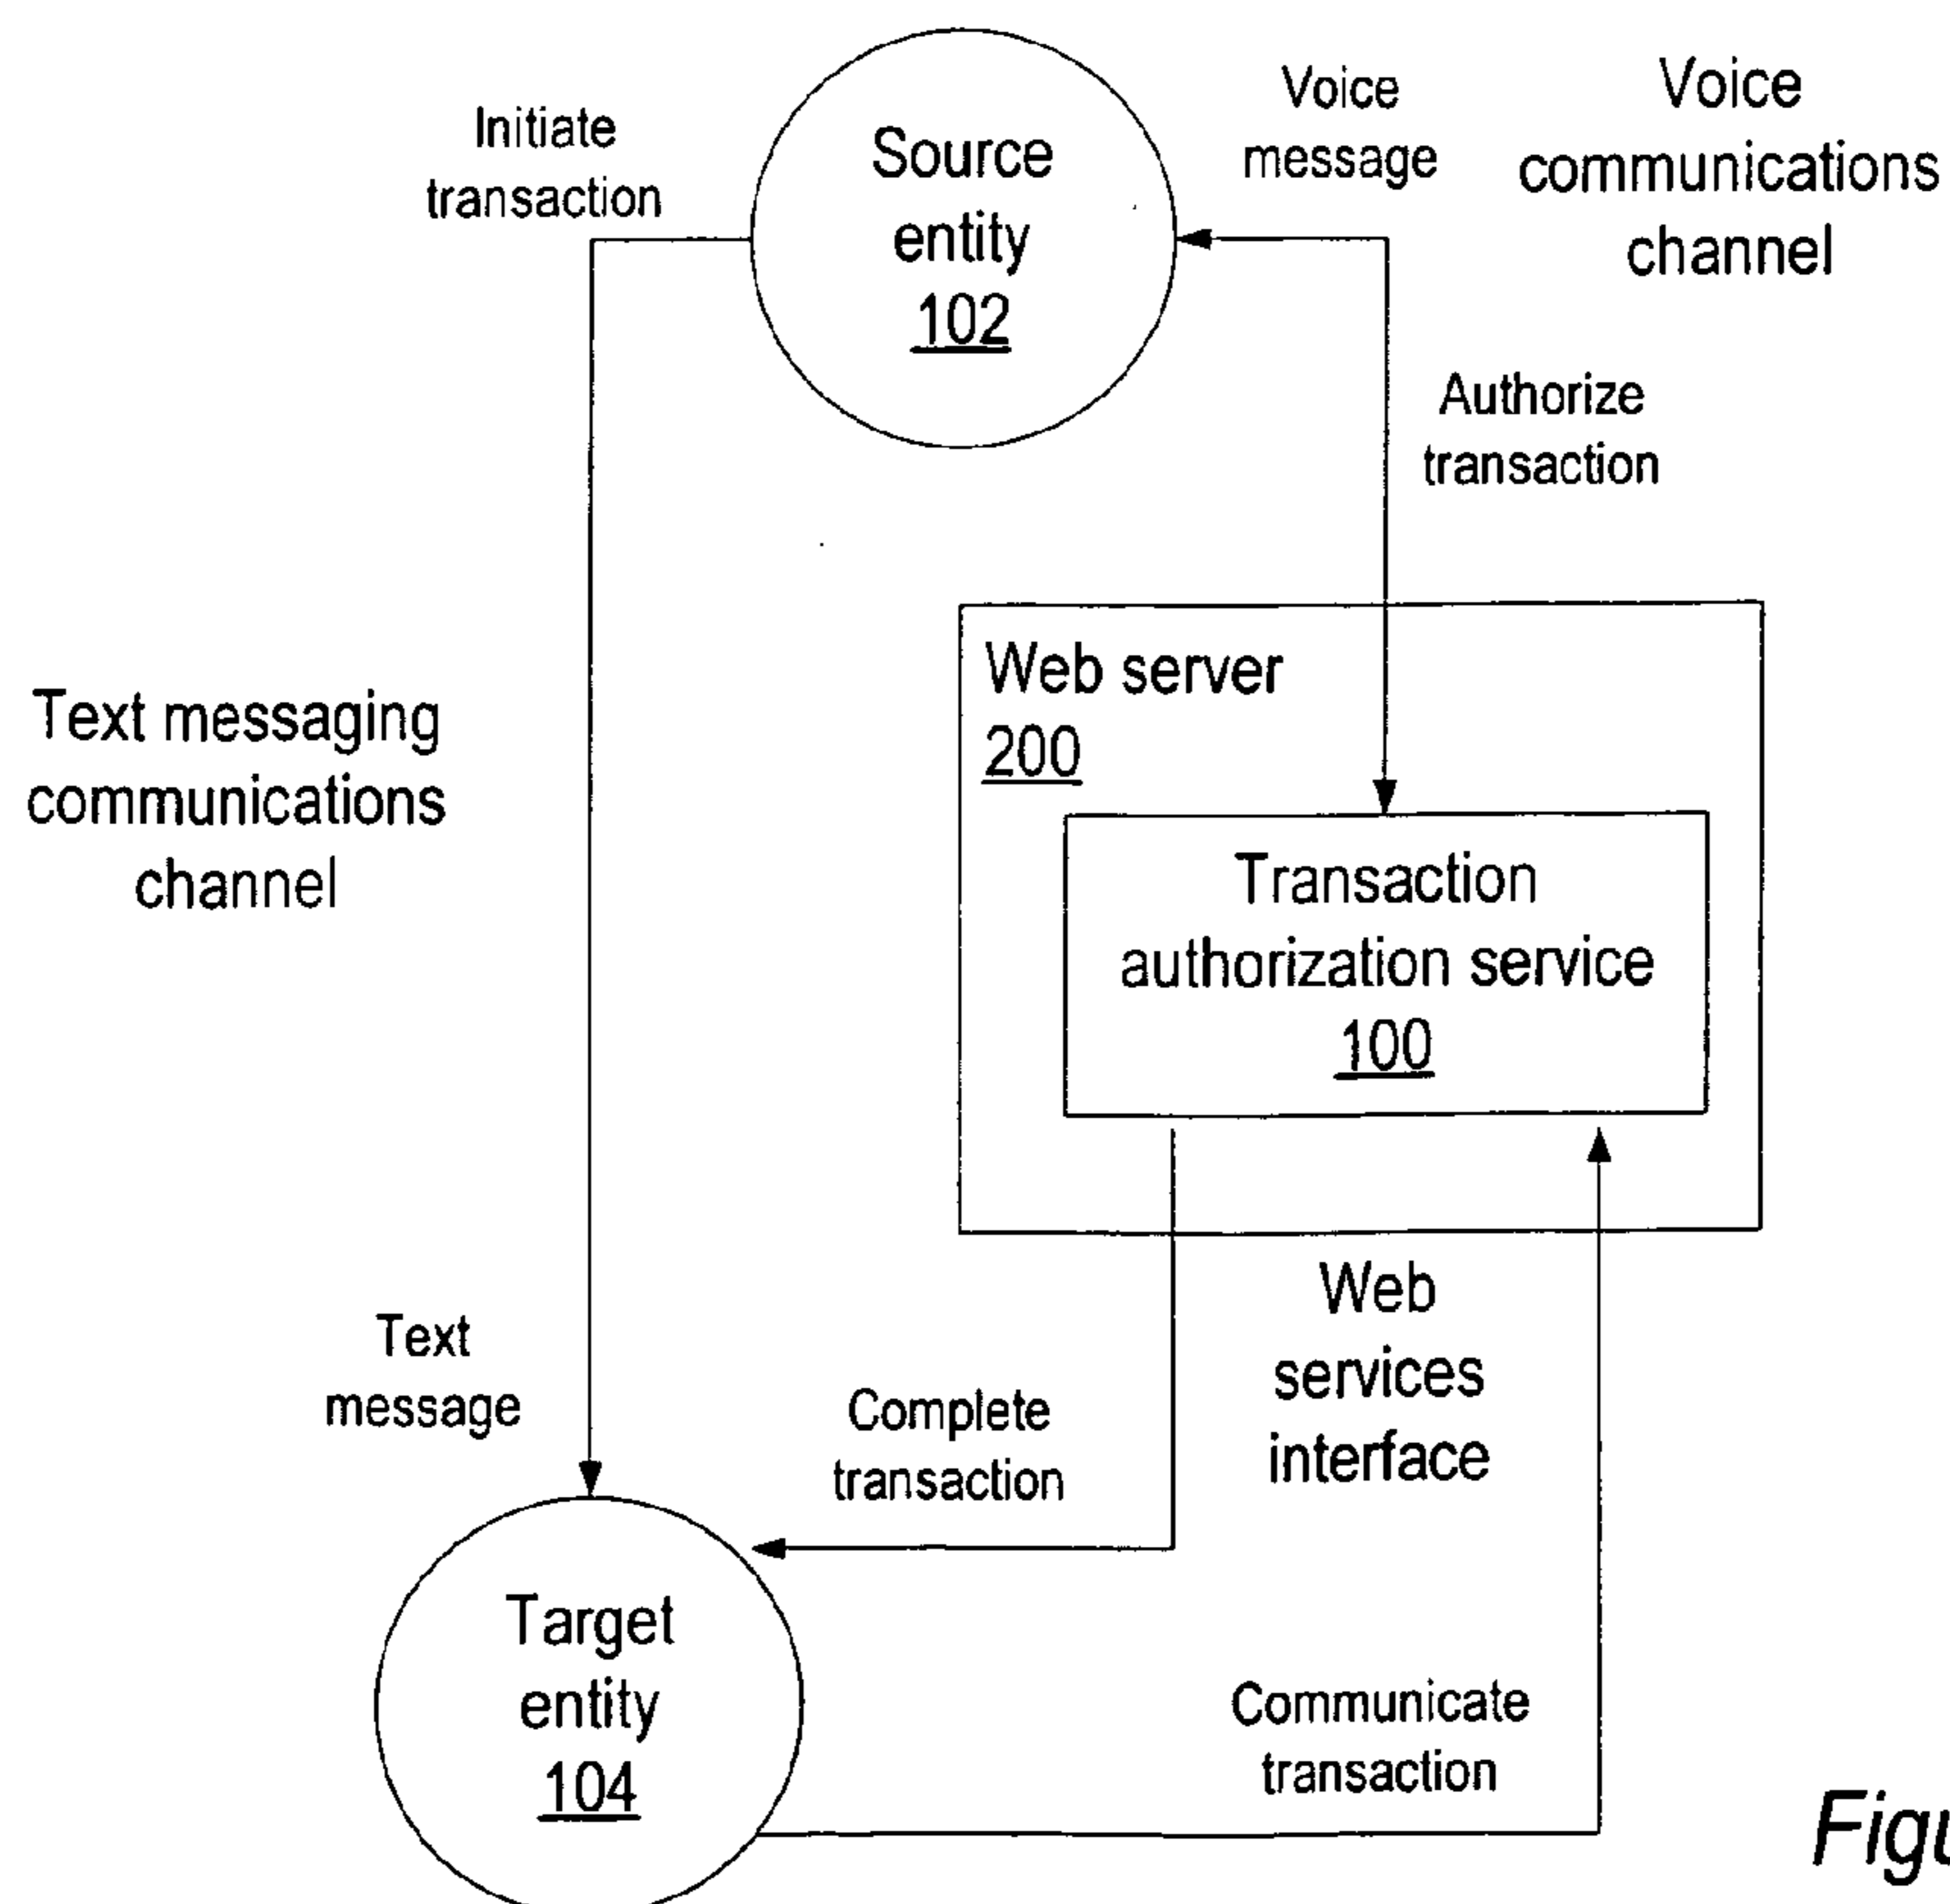 Initiate
transaction
Source
entity
102
Voice
message
Voice
communications
channel
Authorize
transaction
Text messaging
communications
channel
Web server
200
Transaction
authorization service
100
Web
services
interface
Text
message
Complete
transaction
Target
entity
104
Communicate
transaction